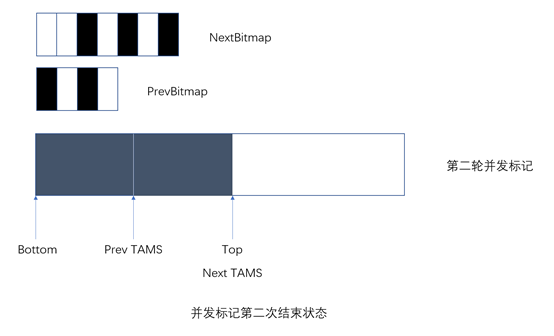 NextBitmap
PrevBitmap
第二轮并发标记
Bottom
Prev TAMS
Top
Next TAMS
并发标记第二次结束状态